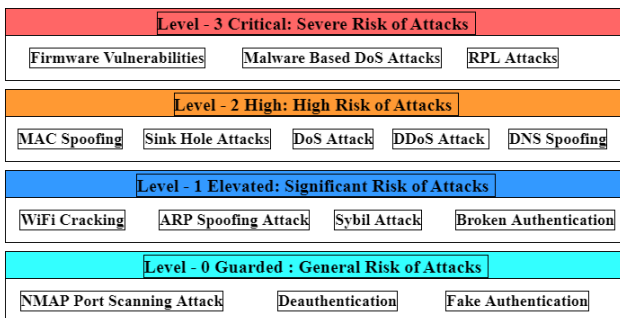 Level - 3 Critical: Severe Risk of Attacks
Firmware Vulnerabilities Malware Based DoS Attacks RPL Attacks
Level - 2 High: High Risk of Attacks
MAC Spoofing Sink Hole Attacks DoS Attack DDoS Attack DNS Spoofing
Level - 1 Elevated: Significant Risk of Attacks
WiFi Cracking ARP Spoofing Attack Sybil Attack Broken Authentication
Level - 0 Guarded : General Risk of Attacks
NMAP Port Scanning Attack Deauthentication Fake Authentication